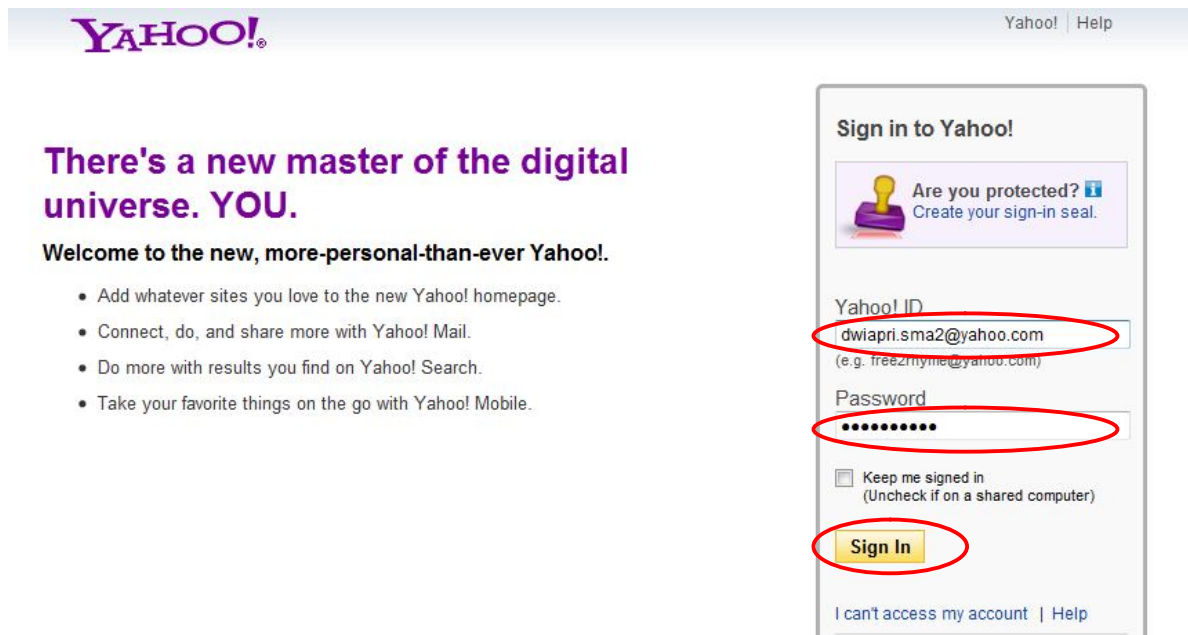 YAHOO!®
Yahoo! | Help
There's a new master of the digital
universe. YOU.
Welcome to the new, more-personal-than-ever Yahoo!.
• Add whatever sites you love to the new Yahoo! homepage.
• Connect, do, and share more with Yahoo! Mail.
• Do more with results you find on Yahoo! Search.
• Take your favorite things on the go with Yahoo! Mobile.
Sign in to Yahoo!
Are you protected? i
Create your sign-in seal.
Yahoo! ID
dwiapri.sma2@yahoo.com
(e.g. free2rhyme@yahoo.com)
Password
••••••••••
Keep me signed in
(Uncheck if on a shared computer)
Sign In
I can't access my account | Help